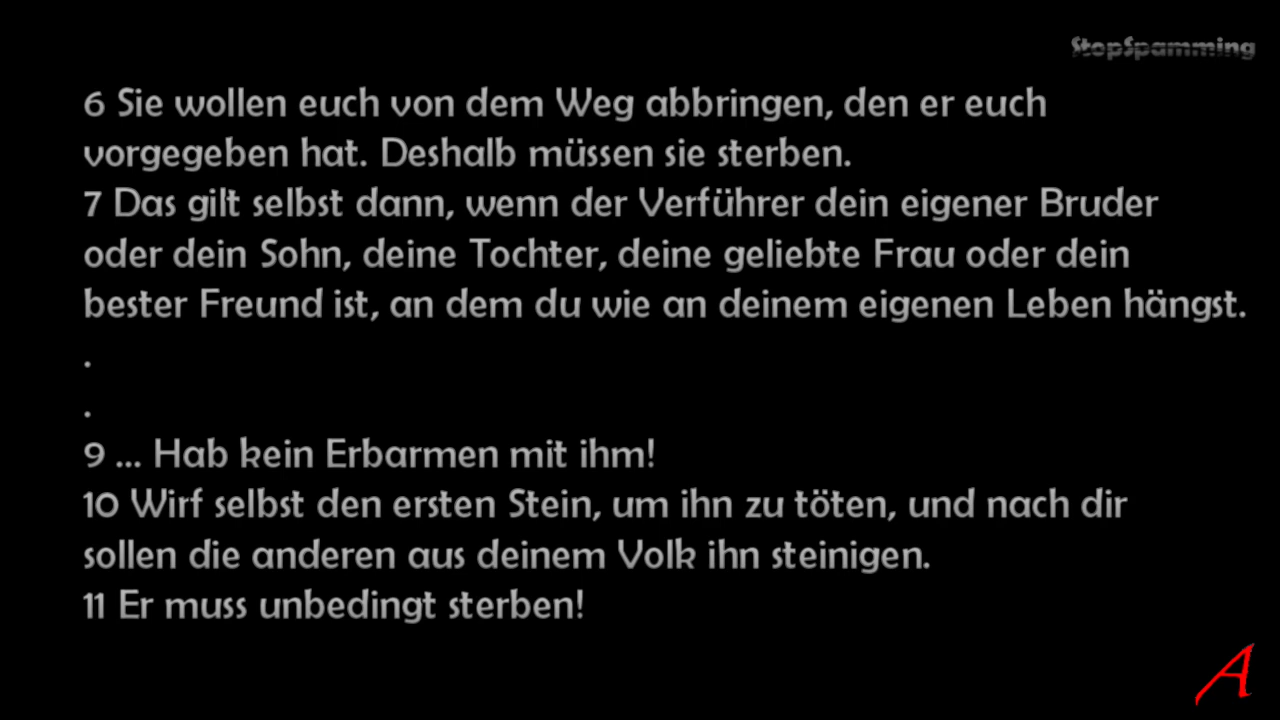 StopSpamming
6 Sie wollen euch von dem Weg abbringen, den er euch
vorgegeben hat. Deshalb müssen sie sterben.
7 Das gilt selbst dann, wenn der Verführer dein eigener Bruder
oder dein Sohn, deine Tochter, deine geliebte Frau oder dein
bester Freund ist, an dem du wie an deinem eigenen Leben hängst.
.
.
9 ... Hab kein Erbarmen mit ihm!
10 Wirf selbst den ersten Stein, um ihn zu töten, und nach dir
sollen die anderen aus deinem Volk ihn steinigen.
11 Er muss unbedingt sterben!
A